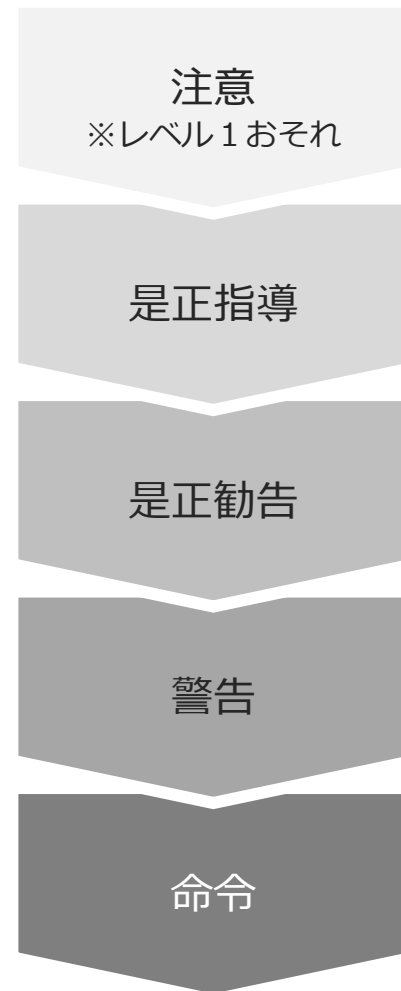 注意
※レベル１おそれ
是正指導
是正勧告
警告
命令